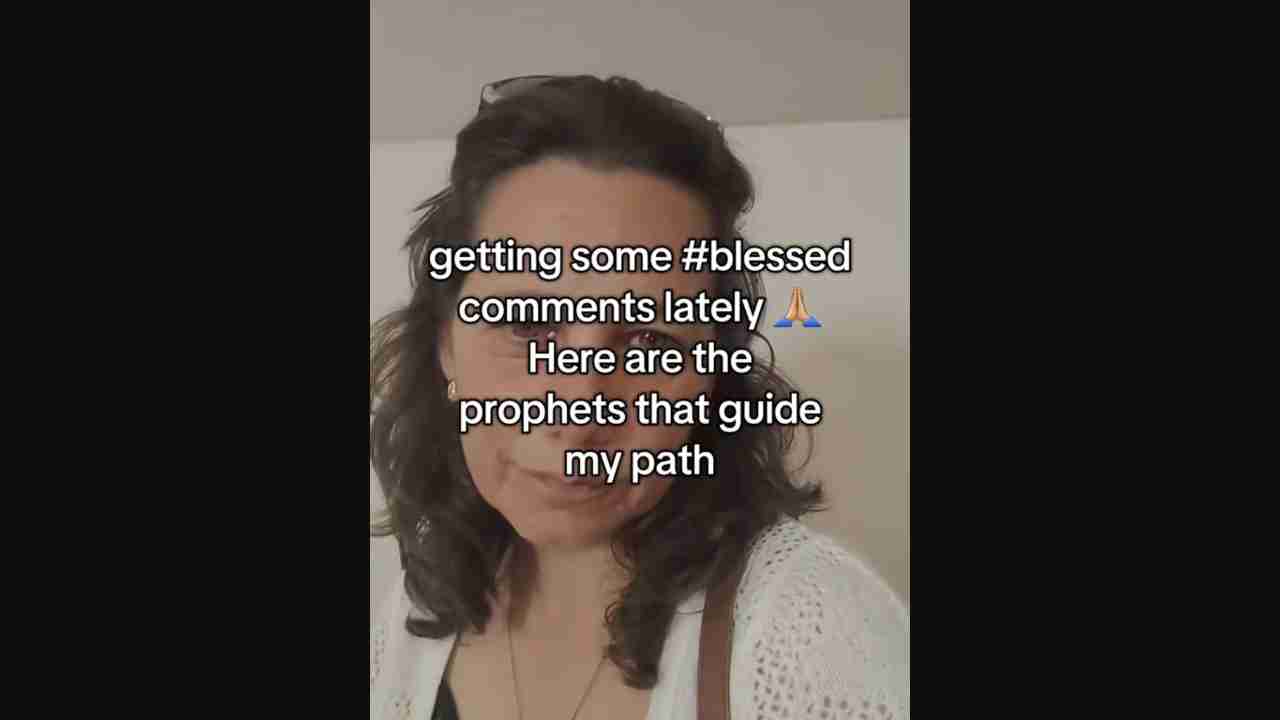 getting some #blessed
comments lately 🙏🏽
Here are the
prophets that guide
my path